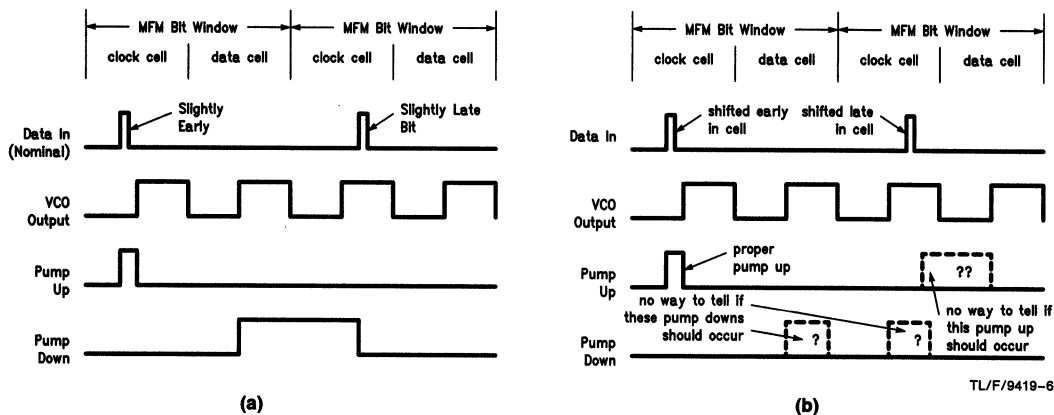 MFM Bit Window
MFM Bit Window
clock cell
data cell
clock cell
data cell
Slightly
Early
Slightly Late
Bit
Data In
(Nominal)
VCO
Output
Pump
Up
Pump
Down
(a)
MFM Bit Window
MFM Bit Window
clock cell
data cell
clock cell
data cell
shifted early
in cell
shifted late
in cell
Data In
VCO
Output
proper
pump up
??
Pump
Up
no way to tell if
these pump downs
should occur
no way to tell if
this pump up
should occur
?
?
Pump
Down
TL/F/9419-6
(b)